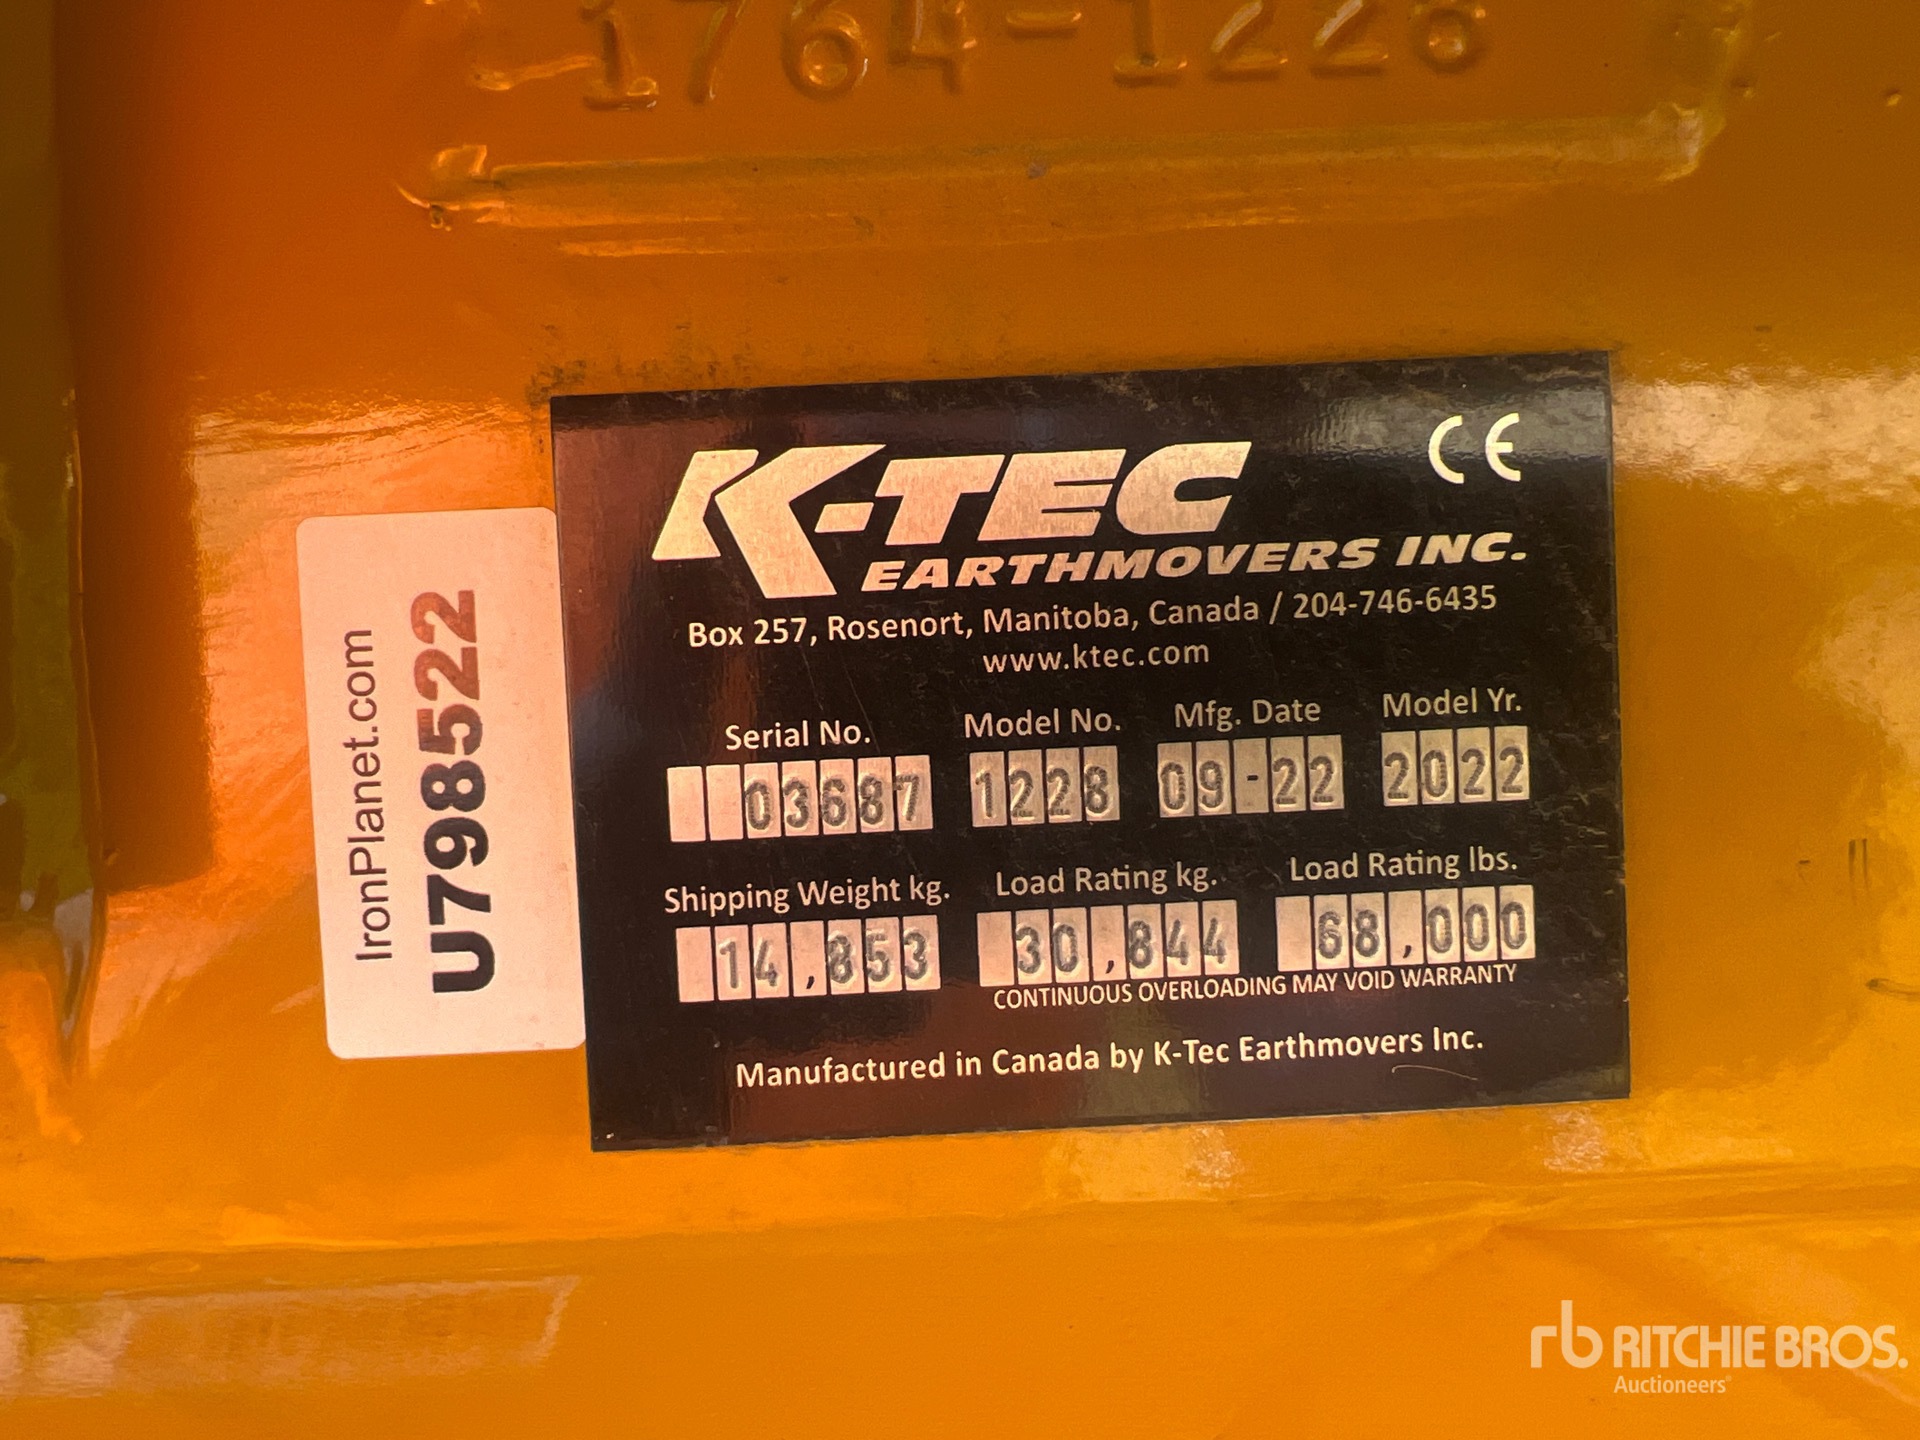 1764-1228
K-TEC
EARTHMOVERS INC.
CE
Box 257, Rosenort, Manitoba, Canada / 204-746-6435
www.ktec.com
Serial No. Model No. Mfg. Date Model Yr.
03687 1228 09-22 2022
Shipping Weight kg. Load Rating kg. Load Rating lbs.
14,853 30,844 68,000
CONTINUOUS OVERLOADING MAY VOID WARRANTY
Manufactured in Canada by K-Tec Earthmovers Inc.
IronPlanet.com
U798522
rb RITCHIE BROS.
Auctioneers